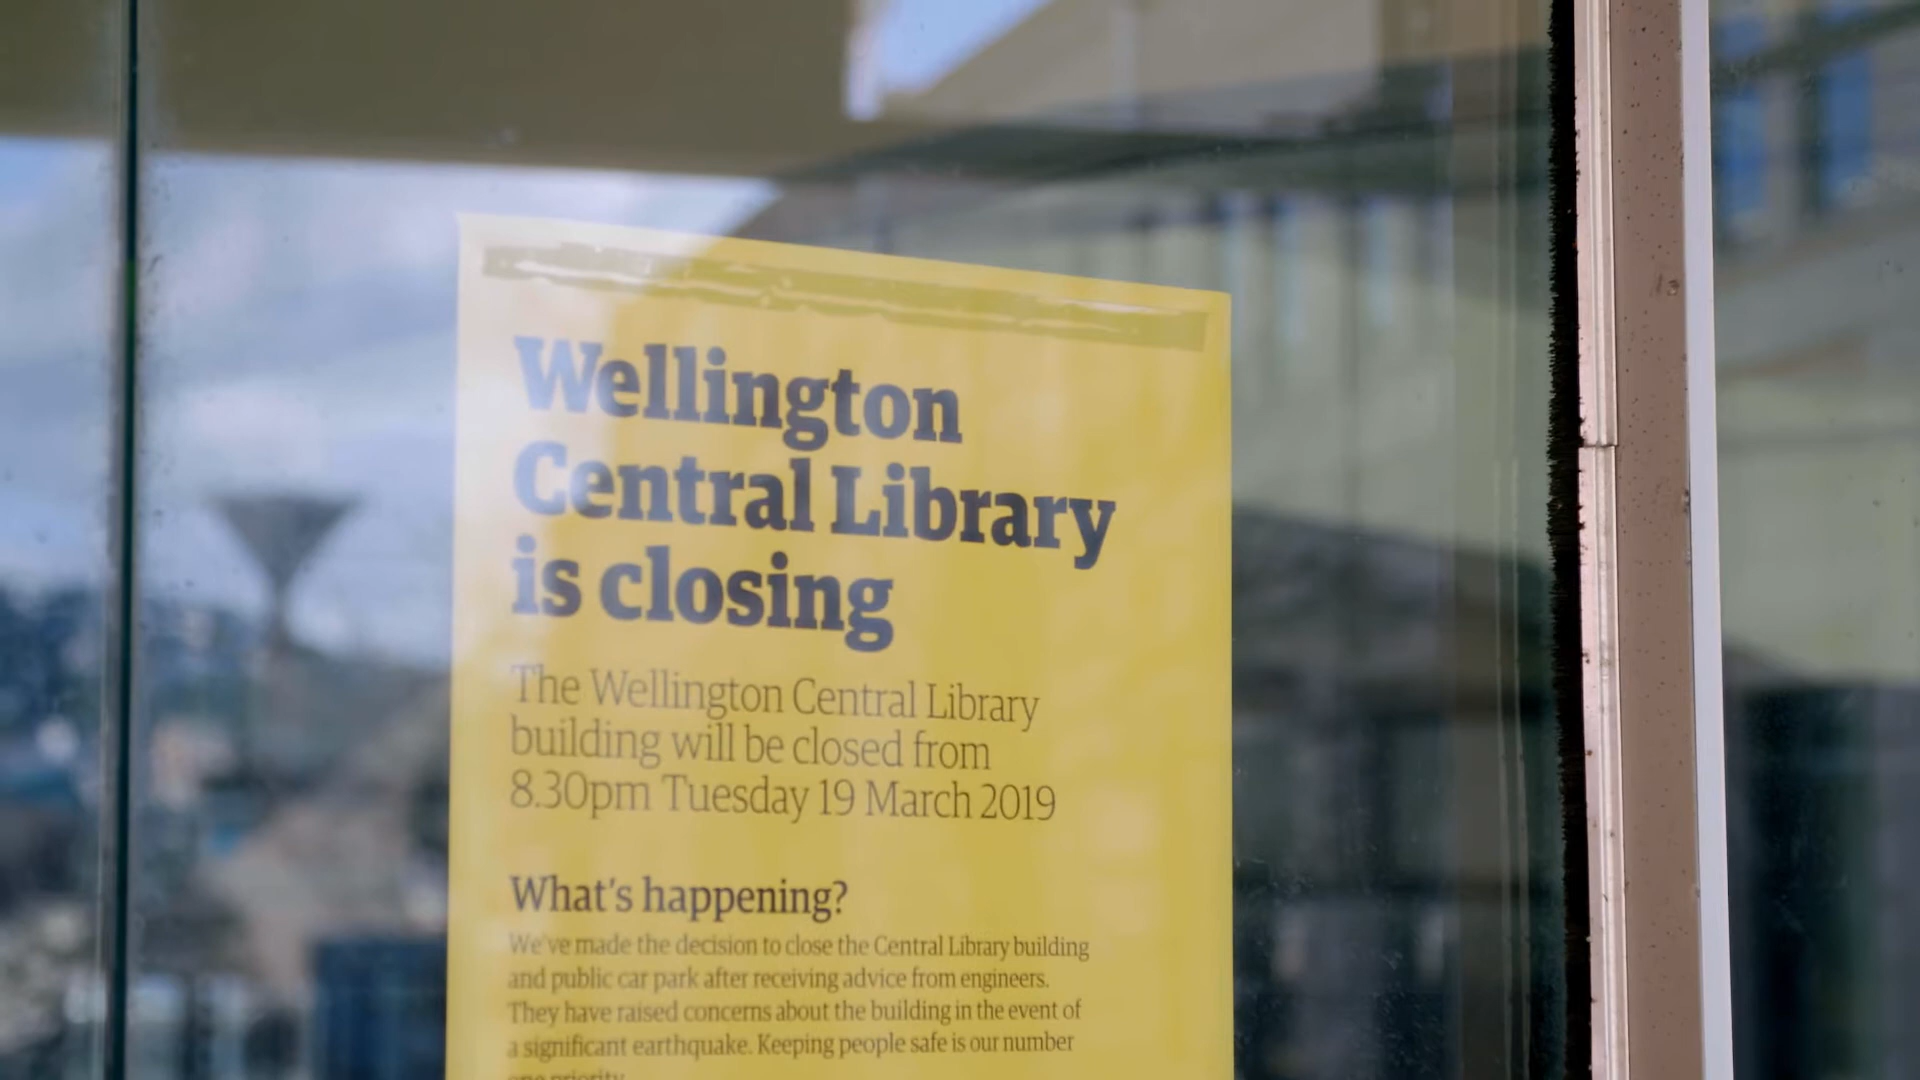 Wellington
Central Library
is closing
The Wellington Central Library
building will be closed from
8.30pm Tuesday 19 March 2019
What's happening?
We've made the decision to close the Central Library building
and public car park after receiving advice from engineers.
They have raised concerns about the building in the event of
a significant earthquake. Keeping people safe is our number
one priority.